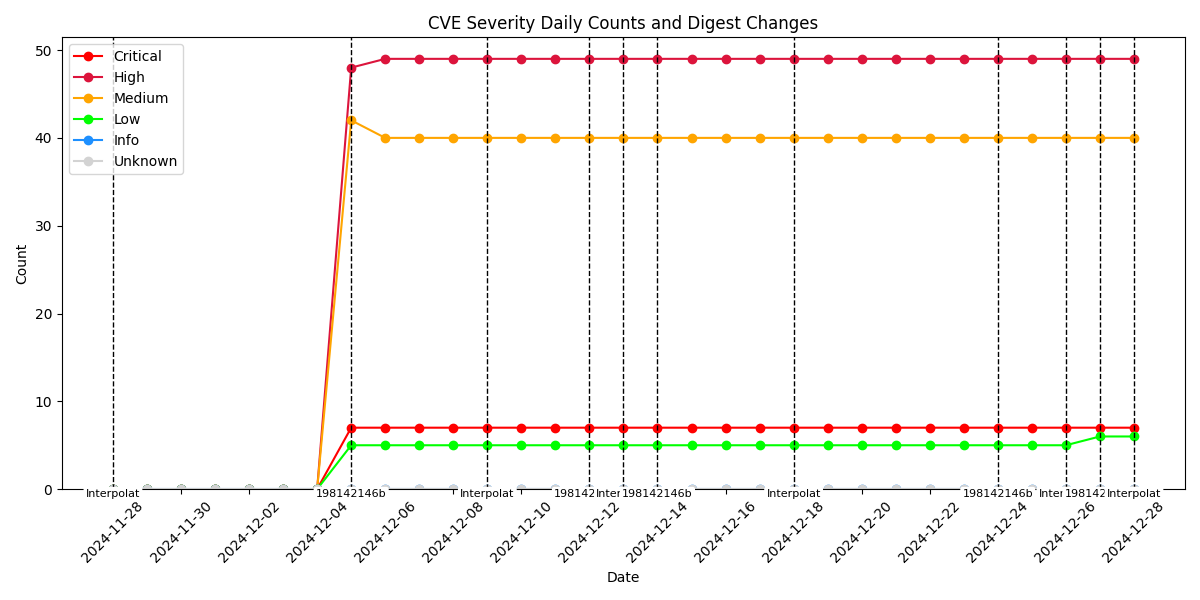 CVE Severity Daily Counts and Digest Changes
Critical
High
Medium
Low
Info
Unknown
Count
50
40
30
20
10
0
Interpolat
198142146b
Interpolat
198142
Inter
198142146b
Interpolat
198142146b
Inter
198142
Interpolat
2024-11-28
2024-11-30
2024-12-02
2024-12-04
2024-12-06
2024-12-08
2024-12-10
2024-12-12
2024-12-14
2024-12-16
2024-12-18
2024-12-20
2024-12-22
2024-12-24
2024-12-26
2024-12-28
Date